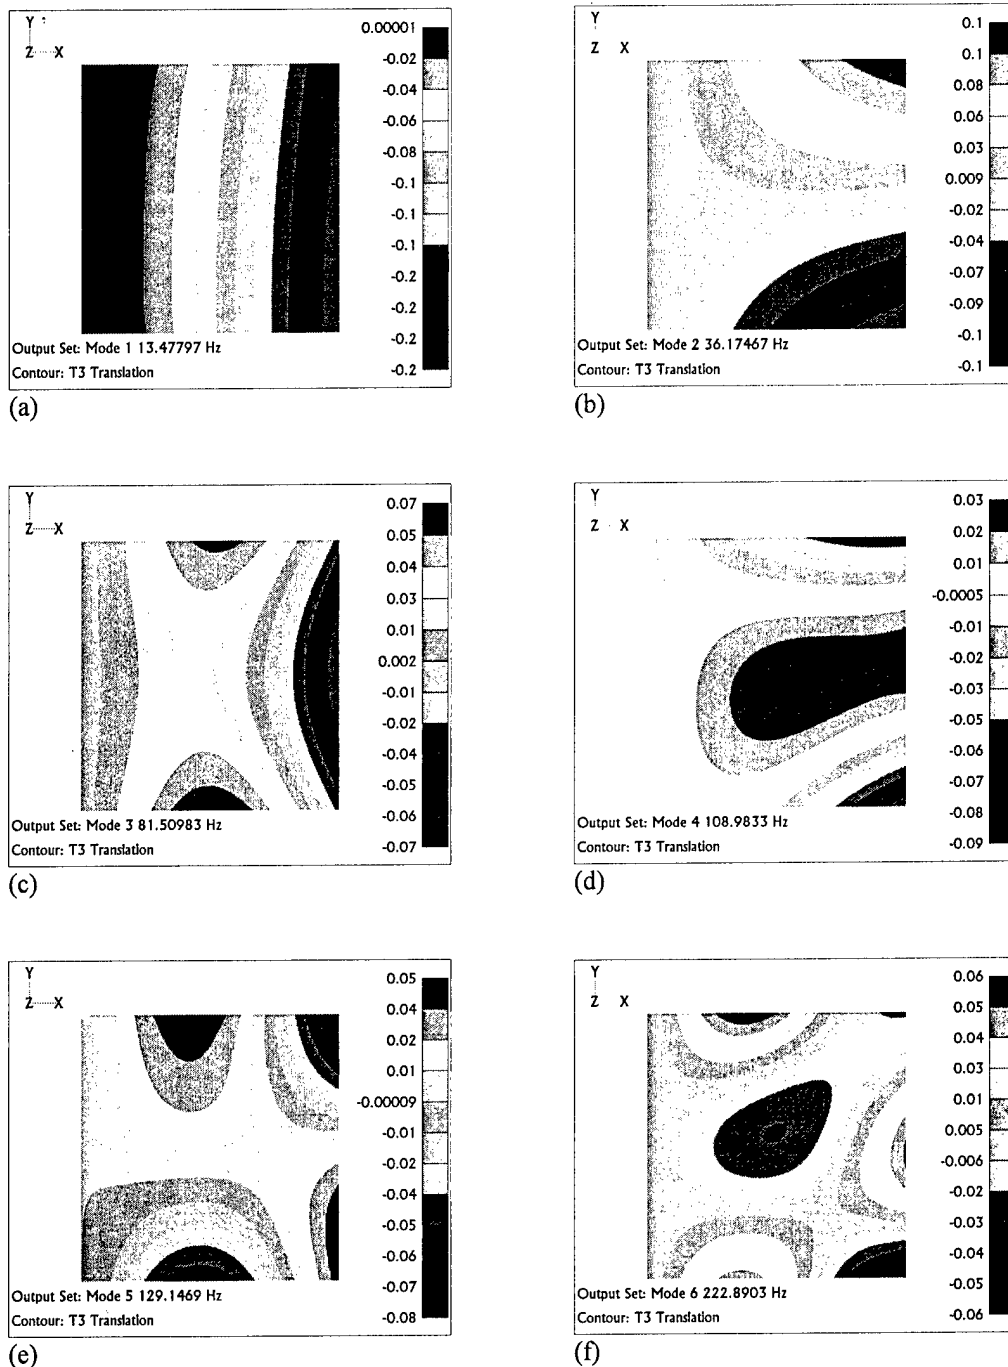 Y
Z X
0.00001
-0.02
-0.04
-0.06
-0.08
-0.1
-0.1
-0.1
-0.2
-0.2
-0.2
-0.2
Output Set: Mode 1 13.47797 Hz
Contour: T3 Translation
(a)
Y
Z X
0.1
0.1
0.08
0.06
0.03
0.009
-0.02
-0.04
-0.07
-0.09
-0.1
-0.1
Output Set: Mode 2 36.17467 Hz
Contour: T3 Translation
(b)
Y
Z X
0.07
0.05
0.04
0.03
0.01
0.002
-0.01
-0.02
-0.04
-0.05
-0.06
-0.07
Output Set: Mode 3 81.50983 Hz
Contour: T3 Translation
(c)
Y
Z X
0.03
0.02
0.01
-0.0005
-0.01
-0.02
-0.03
-0.05
-0.06
-0.07
-0.08
-0.09
Output Set: Mode 4 108.9833 Hz
Contour: T3 Translation
(d)
Y
Z X
0.05
0.04
0.02
0.01
-0.00009
-0.01
-0.02
-0.04
-0.05
-0.06
-0.07
-0.08
Output Set: Mode 5 129.1469 Hz
Contour: T3 Translation
(e)
Y
Z X
0.06
0.05
0.04
0.03
0.01
0.005
-0.006
-0.02
-0.03
-0.04
-0.05
-0.06
Output Set: Mode 6 222.8903 Hz
Contour: T3 Translation
(f)